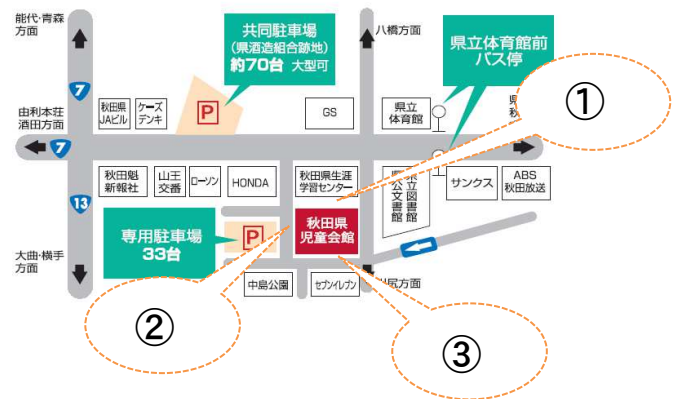 能代・青森
方面
共同駐車場
(県酒造組合跡地)
約70台 大型可
八橋方面
県立体育館前
バス停
7
秋田県
JAビル
ケーズ
デンキ
P
GS
県立
体育館
①
由利本荘
酒田方面
7
秋田魁
新報社
山王
交番
ローソン
HONDA
秋田県生涯
学習センター
県立図書館
公文書館
サンクス
ABS
秋田放送
13
専用駐車場
33台
P
秋田県
児童会館
大曲・横手
方面
中島公園
セブンイレブン
尻方面
②
③